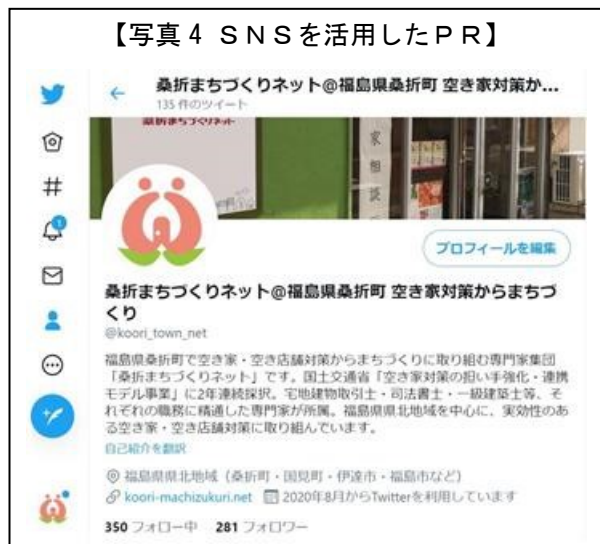 【写真4 SNSを活用したPR】
桑折まちづくりネット@福島県桑折町 空き家対策か...
135 件のツイート
桑折まちづくりネット
家相談
プロフィールを編集
桑折まちづくりネット@福島県桑折町 空き家対策からまちづ
くり
@koori_town_net
福島県桑折町で空き家・空き店舗対策からまちづくりに取り組む専門家集団
「桑折まちづくりネット」です。国土交通省「空き家対策の担い手強化・連携
モデル事業」に2年連続採択。宅地建物取引士・司法書士・一級建築士等、そ
れぞれの職務に精通した専門家が所属。福島県県北地域を中心に、実効性のあ
る空き家・空き店舗対策に取り組んでいます。
自己紹介を翻訳
福島県県北地域（桑折町・国見町・伊達市・福島市など）
koori-machizukuri.net 2020年8月からTwitterを利用しています
350 フォロー中 281 フォロワー